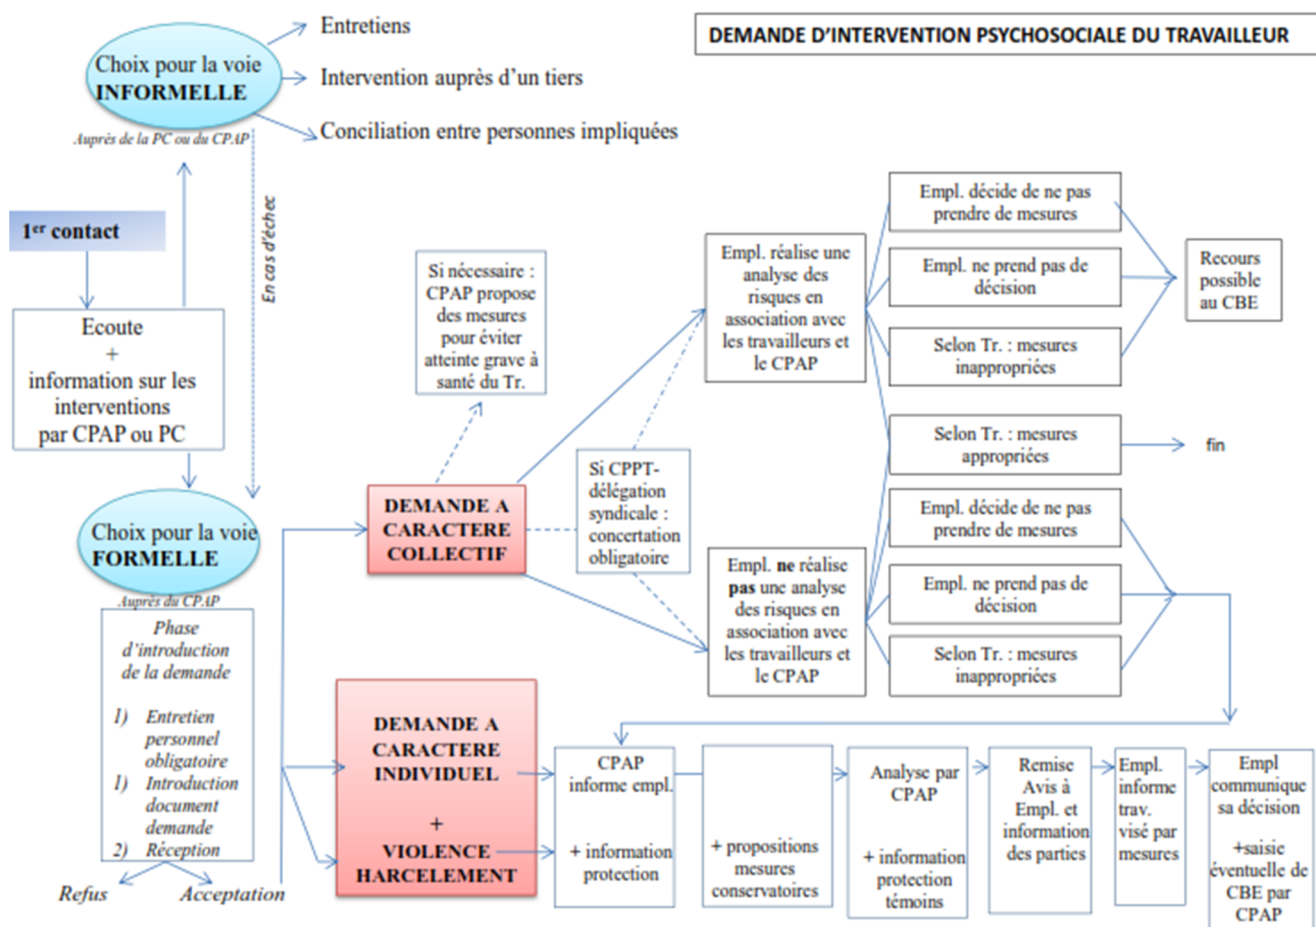 DEMANDE D'INTERVENTION PSYCHOSOCIALE DU TRAVAILLEUR
Choix pour la voie
INFORMELLE
Auprès de la PC ou du CPAP
Entretiens
Intervention auprès d'un tiers
Conciliation entre personnes impliquées
En cas d'échec
1er contact
Ecoute
+
information sur les
interventions
par CPAP ou PC
Choix pour la voie
FORMELLE
Auprès du CPAP
Phase
d'introduction
de la demande
1) Entretien
personnel
obligatoire
1) Introduction
document
demande
2) Réception
Refus
Acceptation
Si nécessaire :
CPAP propose
des mesures
pour éviter
atteinte grave à
santé du Tr.
DEMANDE A
CARACTERE
COLLECTIF
Si CPPT-
délégation
syndicale :
concertation
obligatoire
Empl. réalise une
analyse des
risques en
association avec
les travailleurs et
le CPAP
Empl. ne réalise
pas une analyse
des risques en
association avec
les travailleurs et
le CPAP
Empl. décide de ne pas
prendre de mesures
Empl. ne prend pas de
décision
Selon Tr. : mesures
inappropriées
Recours
possible
au CBE
Selon Tr. : mesures
appropriées
fin
Empl. décide de ne pas
prendre de mesures
Empl. ne prend pas de
décision
Selon Tr. : mesures
inappropriées
DEMANDE A
CARACTERE
INDIVIDUEL
+
VIOLENCE
HARCELEMENT
CPAP
informe empl.
+ information
protection
+ propositions
mesures
conservatoires
Analyse par
CPAP
+ information
protection
témoins
Remise
Avis à
Empl. et
information
des parties
Empl.
informe
trav.
visé par
mesures
Empl
communique
sa décision
+saisie
éventuelle de
CBE par
CPAP